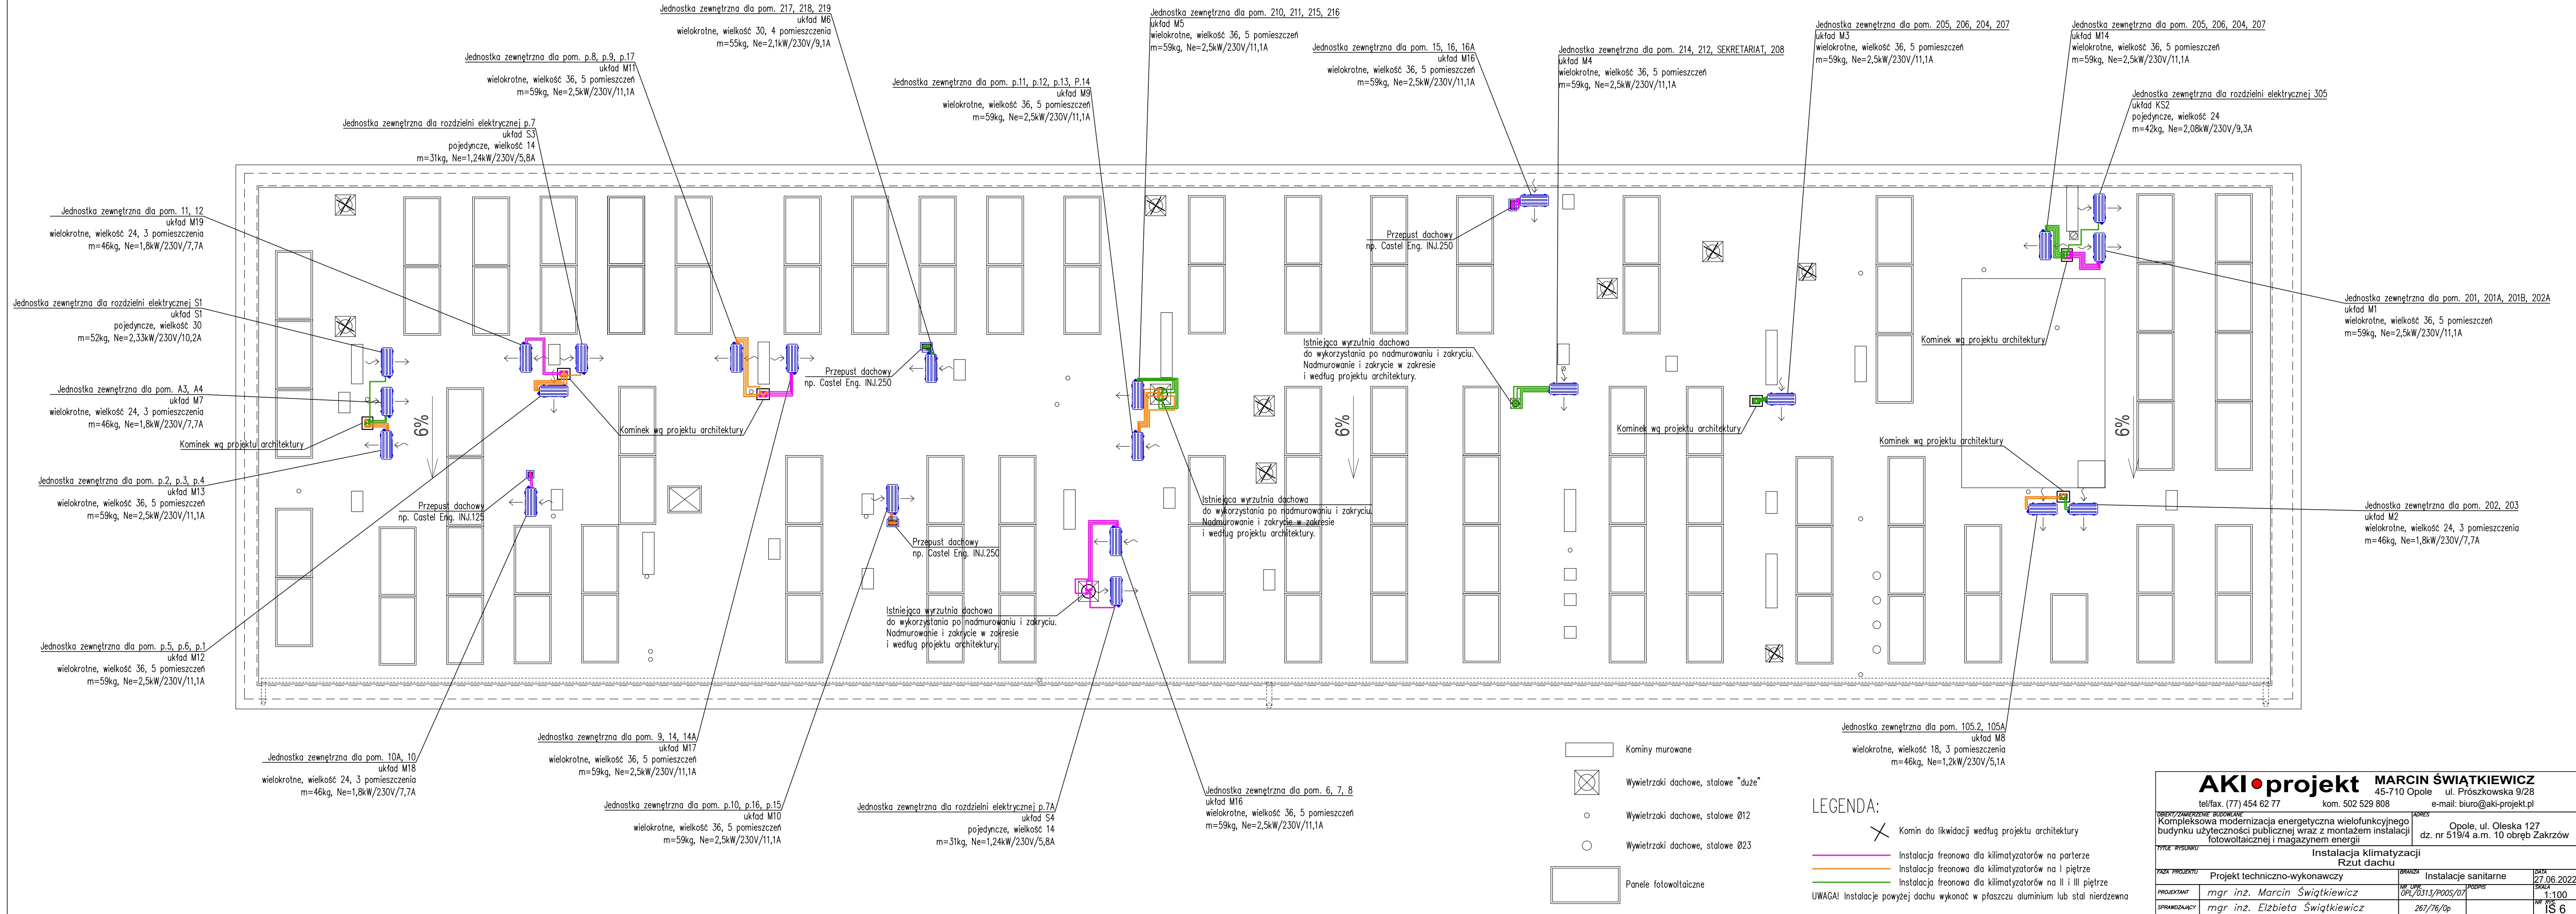 Jednostka zewnętrzna dla pom. 217, 218, 219
układ M6
wielokrotne, wielkość 30, 4 pomieszczenia
m=55kg, Ne=2,1kW/230V/9,1A
Jednostka zewnętrzna dla pom. 210, 211, 215, 216
układ M5
wielokrotne, wielkość 36, 5 pomieszczeń
m=59kg, Ne=2,5kW/230V/11,1A
Jednostka zewnętrzna dla pom. 15, 16, 16A
układ M16
wielokrotne, wielkość 36, 5 pomieszczeń
m=59kg, Ne=2,5kW/230V/11,1A
Jednostka zewnętrzna dla pom. 214, 212, SEKRETARIAT, 208
układ M4
wielokrotne, wielkość 36, 5 pomieszczeń
m=59kg, Ne=2,5kW/230V/11,1A
Jednostka zewnętrzna dla pom. 205, 206, 204, 207
układ M3
wielokrotne, wielkość 36, 5 pomieszczeń
m=59kg, Ne=2,5kW/230V/11,1A
Jednostka zewnętrzna dla pom. 205, 206, 204, 207
układ M14
wielokrotne, wielkość 36, 5 pomieszczeń
m=59kg, Ne=2,5kW/230V/11,1A
Jednostka zewnętrzna dla pom. p.8, p.9, p.17
układ M11
wielokrotne, wielkość 36, 5 pomieszczeń
m=59kg, Ne=2,5kW/230V/11,1A
Jednostka zewnętrzna dla pom. p.11, p.12, p.13, P.14
układ M9
wielokrotne, wielkość 36, 5 pomieszczeń
m=59kg, Ne=2,5kW/230V/11,1A
Jednostka zewnętrzna dla rozdzielni elektrycznej 305
układ KS2
pojedyncze, wielkość 24
m=42kg, Ne=2,08kW/230V/9,3A
Jednostka zewnętrzna dla rozdzielni elektrycznej p.7
układ S3
pojedyncze, wielkość 14
m=31kg, Ne=1,24kW/230V/5,8A
Jednostka zewnętrzna dla pom. 11, 12
układ M19
wielokrotne, wielkość 24, 3 pomieszczenia
m=46kg, Ne=1,8kW/230V/7,7A
Przepust dachowy
np. Castel Eng. INJ.250
Jednostka zewnętrzna dla rozdzielni elektrycznej S1
układ S1
pojedyncze, wielkość 30
m=52kg, Ne=2,33kW/230V/10,2A
Jednostka zewnętrzna dla pom. 201, 201A, 201B, 202A
układ M1
wielokrotne, wielkość 36, 5 pomieszczeń
m=59kg, Ne=2,5kW/230V/11,1A
Kominek wg projektu architektury
Istniejąca wyrzutnia dachowa
do wykorzystania po nadmurowaniu i zakryciu.
Nadmurowanie i zakrycie w zakresie
i według projektu architektury.
Przepust dachowy
np. Castel Eng. INJ.250
Jednostka zewnętrzna dla pom. A3, A4
układ M7
wielokrotne, wielkość 24, 3 pomieszczenia
m=46kg, Ne=1,8kW/230V/7,7A
6%
6%
6%
Kominek wg projektu architektury
Kominek wg projektu architektury
Kominek wg projektu architektury
Kominek wg projektu architektury
Jednostka zewnętrzna dla pom. p.2, p.3, p.4
układ M13
wielokrotne, wielkość 36, 5 pomieszczeń
m=59kg, Ne=2,5kW/230V/11,1A
Przepust dachowy
np. Castel Eng. INJ.125
Istniejąca wyrzutnia dachowa
do wykorzystania po nadmurowaniu i zakryciu.
Nadmurowanie i zakrycie w zakresie
i według projektu architektury.
Jednostka zewnętrzna dla pom. 202, 203
układ M2
wielokrotne, wielkość 24, 3 pomieszczenia
m=46kg, Ne=1,8kW/230V/7,7A
Przepust dachowy
np. Castel Eng. INJ.250
Istniejąca wyrzutnia dachowa
do wykorzystania po nadmurowaniu i zakryciu.
Nadmurowanie i zakrycie w zakresie
i według projektu architektury.
Jednostka zewnętrzna dla pom. p.5, p.6, p.1
układ M12
wielokrotne, wielkość 36, 5 pomieszczeń
m=59kg, Ne=2,5kW/230V/11,1A
Jednostka zewnętrzna dla pom. 10A, 10
układ M18
wielokrotne, wielkość 24, 3 pomieszczenia
m=46kg, Ne=1,8kW/230V/7,7A
Jednostka zewnętrzna dla pom. 9, 14, 14A
układ M17
wielokrotne, wielkość 36, 5 pomieszczeń
m=59kg, Ne=2,5kW/230V/11,1A
Jednostka zewnętrzna dla pom. p.10, p.16, p.15
układ M10
wielokrotne, wielkość 36, 5 pomieszczeń
m=59kg, Ne=2,5kW/230V/11,1A
Jednostka zewnętrzna dla rozdzielni elektrycznej p.7A
układ S4
pojedyncze, wielkość 14
m=31kg, Ne=1,24kW/230V/5,8A
Jednostka zewnętrzna dla pom. 6, 7, 8
układ M16
wielokrotne, wielkość 36, 5 pomieszczeń
m=59kg, Ne=2,5kW/230V/11,1A
Jednostka zewnętrzna dla pom. 105.2, 105A
układ M8
wielokrotne, wielkość 18, 3 pomieszczenia
m=46kg, Ne=1,2kW/230V/5,1A
Kominy murowane
Wywietrzaki dachowe, stalowe "duże"
Wywietrzaki dachowe, stalowe Ø12
Wywietrzaki dachowe, stalowe Ø23
Panele fotowoltaiczne
LEGENDA:
Komin do likwidacji według projektu architektury
Instalacja freonowa dla kilimatyzatorów na parterze
Instalacja freonowa dla kilimatyzatorów na I piętrze
Instalacja freonowa dla kilimatyzatorów na II i III piętrze
UWAGA! Instalacje powyżej dachu wykonać w płaszczu aluminium lub stal nierdzewna
AKI projekt
MARCIN ŚWIĄTKIEWICZ
45-710 Opole ul. Prószkowska 9/28
tel/fax. (77) 454 62 77 kom. 502 529 808 e-mail: biuro@aki-projekt.pl
OBIEKT/ZAMIERZENIE BUDOWLANE
Kompleksowa modernizacja energetyczna wielofunkcyjnego
budynku użyteczności publicznej wraz z montażem instalacji
fotowoltaicznej i magazynem energii
ADRES
Opole, ul. Oleska 127
dz. nr 519/4 a.m. 10 obręb Zakrzów
TYTUŁ RYSUNKU
Instalacja klimatyzacji
Rzut dachu
FAZA PROJEKTU
Projekt techniczno-wykonawczy
BRANŻA
Instalacje sanitarne
DATA
27.06.2022
PROJEKTANT
mgr inż. Marcin Świątkiewicz
NR UPR.
OPL/0313/POOS/07
PODPIS
SKALA
1:100
SPRAWDZAJĄCY
mgr inż. Elżbieta Świątkiewicz
267/76/Op
NR RYS.
IS 6